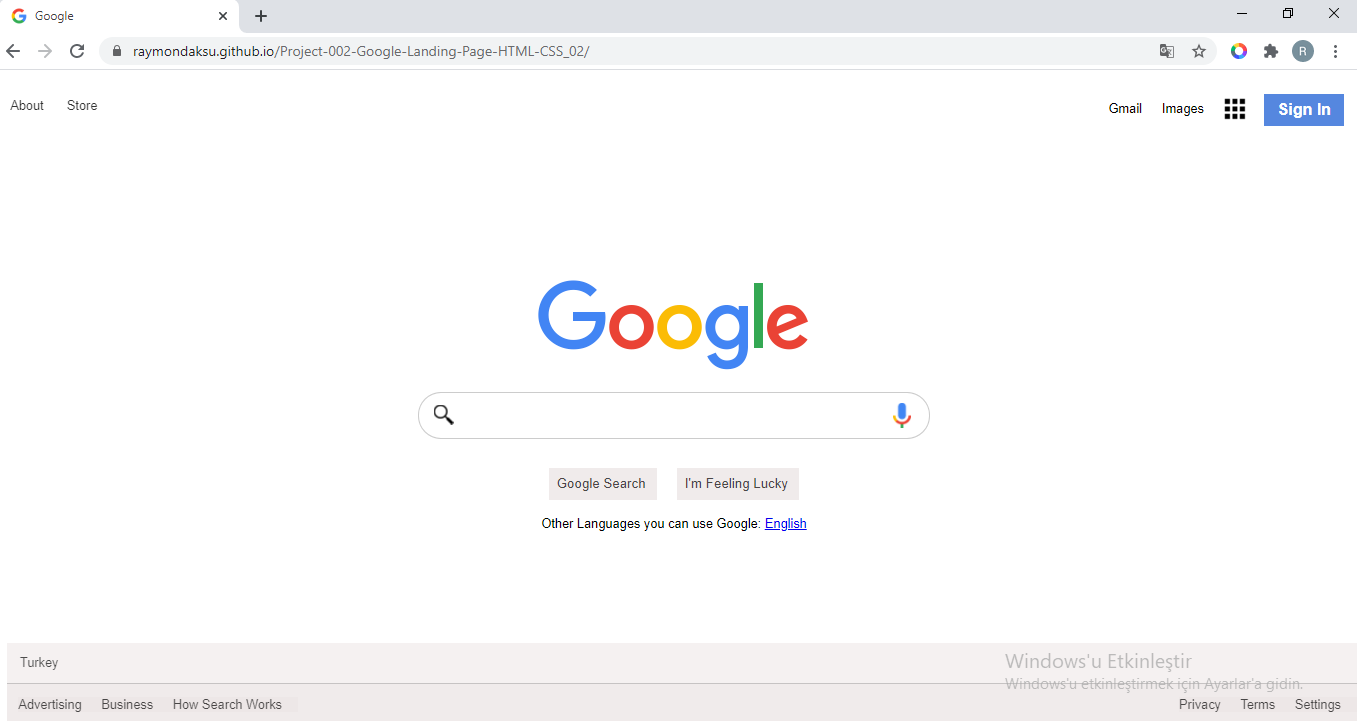 Google
raymondaksu.github.io/Project-002-Google-Landing-Page-HTML-CSS_02/
R
About Store Gmail Images Sign In
Google
Google Search I'm Feeling Lucky
Other Languages you can use Google: English
Turkey
Windows'u Etkinleştir
Windows'u etkinleştirmek için Ayarlar'a gidin.
Advertising Business How Search Works Privacy Terms Settings